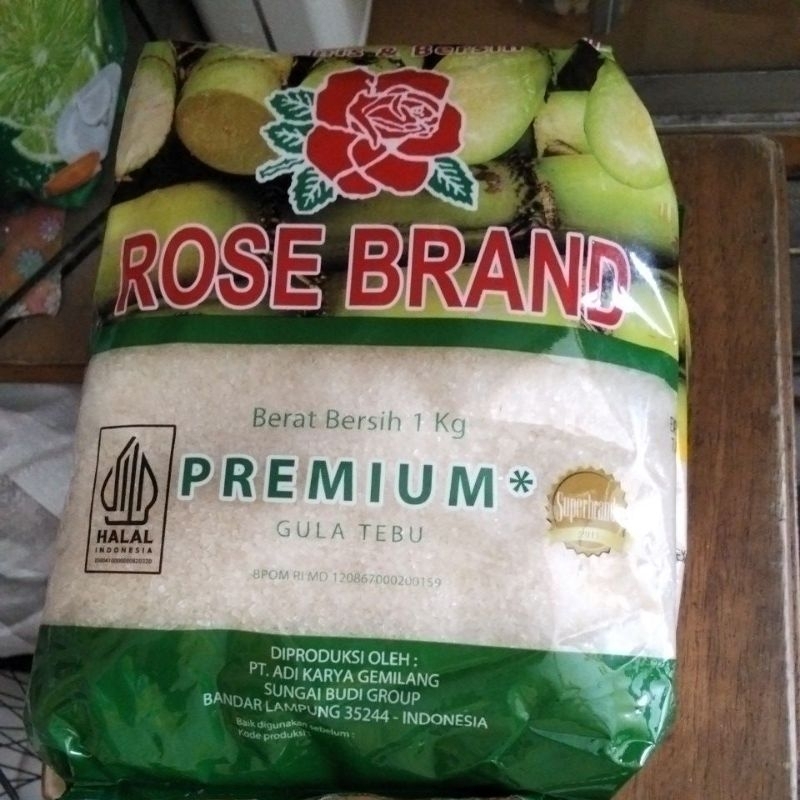 & Bersih
ROSE BRAND
Berat Bersih 1 Kg
PREMIUM*
GULA TEBU
HALAL
INDONESIA
BPOM RI MD 120867000200159
Superbrands
DIPRODUKSI OLEH :
PT. ADI KARYA GEMILANG
SUNGAI BUDI GROUP
BANDAR LAMPUNG 35244 - INDONESIA
Baik digunakan sebelum :
Kode produksi